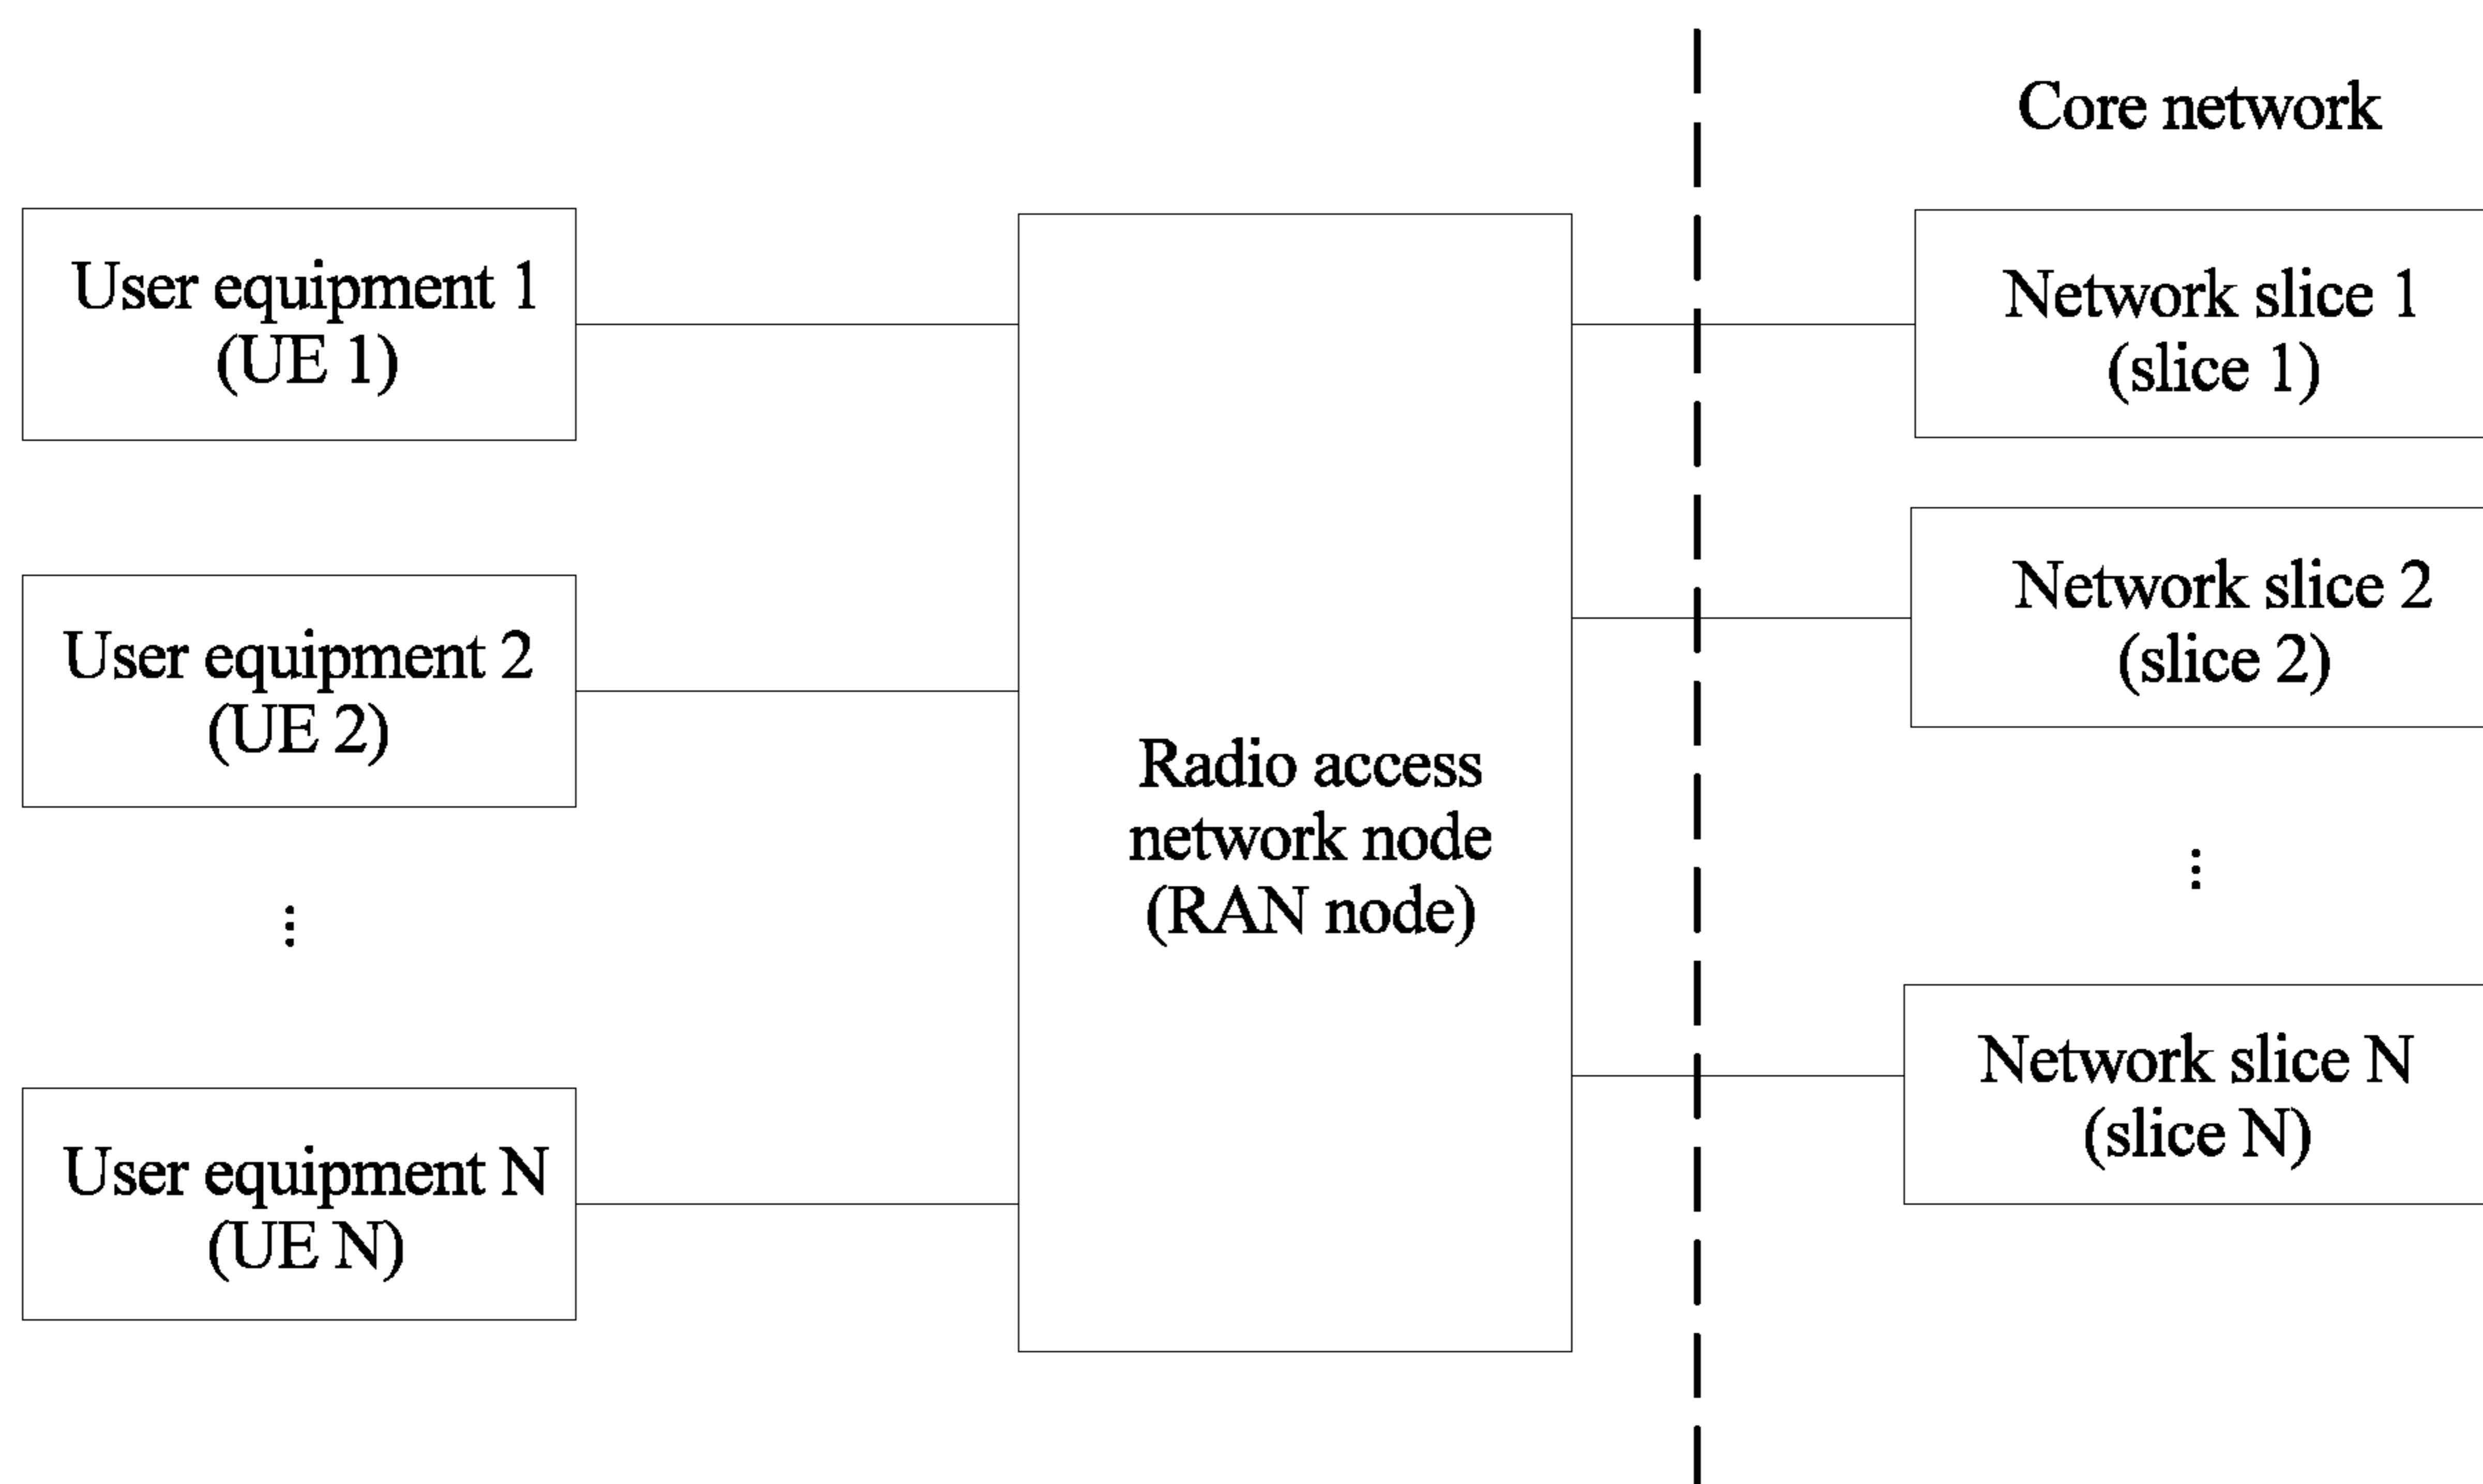 Core network
User equipment 1
(UE 1)
Network slice 1
(slice 1)
User equipment 2
(UE 2)
Network slice 2
(slice 2)
Radio access
network node
(RAN node)
User equipment N
(UE N)
Network slice N
(slice N)